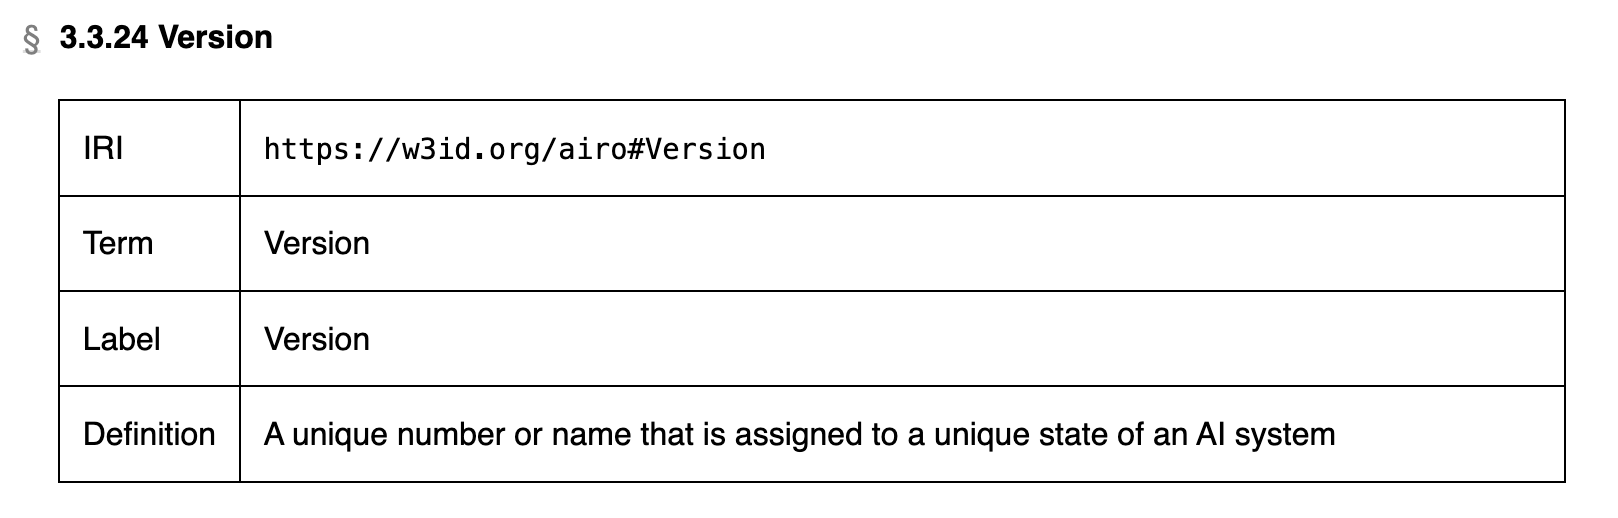 § 3.3.24 Version
IRI https://w3id.org/airo#Version
Term Version
Label Version
Definition A unique number or name that is assigned to a unique state of an AI system